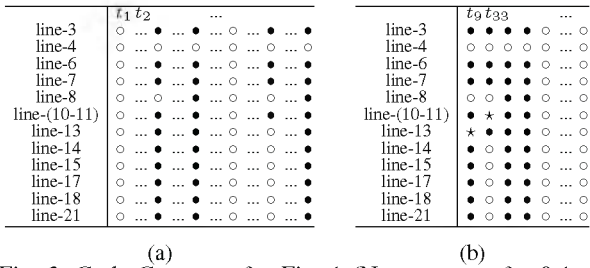 t1 t2 ...
line-3 ○ ... ● ... ● ... ○ ... ● ... ●
line-4 ○ ... ○ ... ○ ... ○ ... ○ ... ○
line-6 ○ ... ● ... ● ... ○ ... ● ... ●
line-7 ○ ... ● ... ● ... ○ ... ● ... ●
line-8 ○ ... ○ ... ● ... ○ ... ○ ... ●
line-(10-11) ○ ... ● ... ● ... ○ ... ● ... ●
line-13 ○ ... ● ... ● ... ○ ... ○ ... ●
line-14 ○ ... ● ... ● ... ○ ... ○ ... ●
line-15 ○ ... ● ... ● ... ○ ... ○ ... ●
line-17 ○ ... ● ... ● ... ○ ... ○ ... ●
line-18 ○ ... ● ... ● ... ○ ... ○ ... ●
line-21 ○ ... ● ... ● ... ○ ... ○ ... ●
(a)
t9 t33 ...
line-3 ● ● ● ● ○ ... ○
line-4 ○ ○ ○ ○ ○ ... ○
line-6 ● ● ● ● ○ ... ○
line-7 ● ● ● ● ○ ... ○
line-8 ○ ○ ● ● ○ ... ○
line-(10-11) ● ⋆ ● ● ○ ... ○
line-13 ⋆ ● ● ● ○ ... ○
line-14 ● ○ ● ● ○ ... ○
line-15 ● ○ ● ● ○ ... ○
line-17 ● ○ ● ● ○ ... ○
line-18 ● ○ ● ● ○ ... ○
line-21 ● ○ ● ● ○ ... ○
(b)